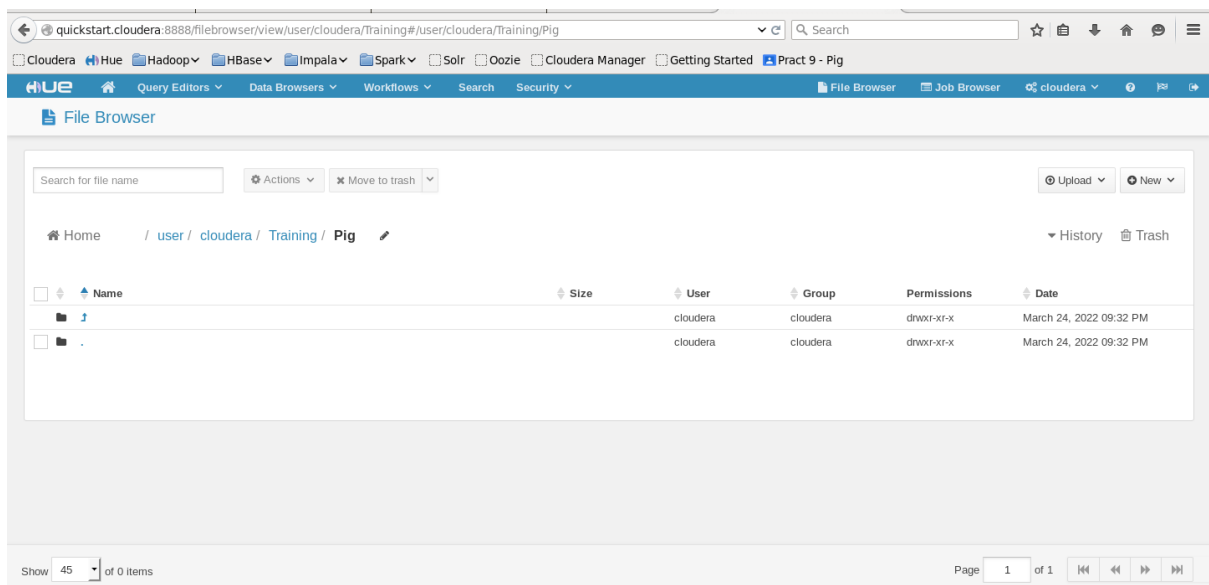 quickstart.cloudera:8888/filebrowser/view/user/cloudera/Training#/user/cloudera/Training/Pig Search
Cloudera Hue Hadoop HBase Impala Spark Solr Oozie Cloudera Manager Getting Started Pract 9 - Pig
HUE Query Editors Data Browsers Workflows Search Security File Browser Job Browser cloudera
File Browser
Search for file name Actions Move to trash Upload New
Home / user / cloudera / Training / Pig History Trash
Name Size User Group Permissions Date
cloudera cloudera drwxr-xr-x March 24, 2022 09:32 PM
. cloudera cloudera drwxr-xr-x March 24, 2022 09:32 PM
Show 45 of 0 items Page 1 of 1